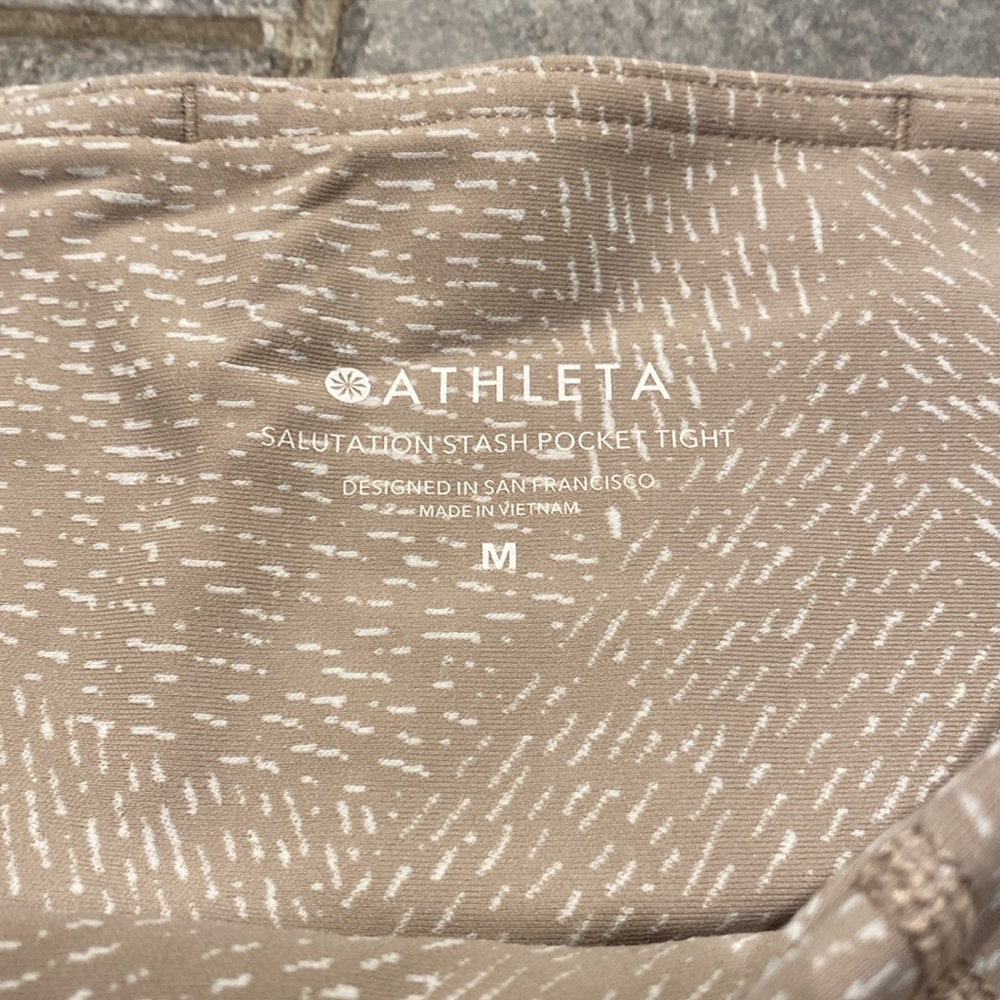 ATHLETA
SALUTATION STASH POCKET TIGHT
DESIGNED IN SAN FRANCISCO
MADE IN VIETNAM
M